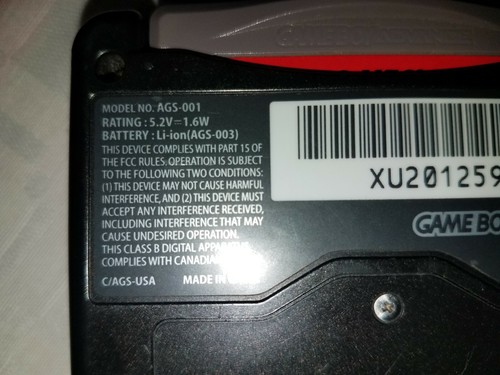 MODEL NO. AGS-001
RATING : 5.2V⎓1.6W
BATTERY : Li-ion(AGS-003)
THIS DEVICE COMPLIES WITH PART 15 OF
THE FCC RULES. OPERATION IS SUBJECT
TO THE FOLLOWING TWO CONDITIONS:
(1) THIS DEVICE MAY NOT CAUSE HARMFUL
INTERFERENCE, AND (2) THIS DEVICE MUST
ACCEPT ANY INTERFERENCE RECEIVED,
INCLUDING INTERFERENCE THAT MAY
CAUSE UNDESIRED OPERATION.
THIS CLASS B DIGITAL
COMPLIES WITH CANADIAN
C/AGS-USA MADE IN
XU201259
GAME BO